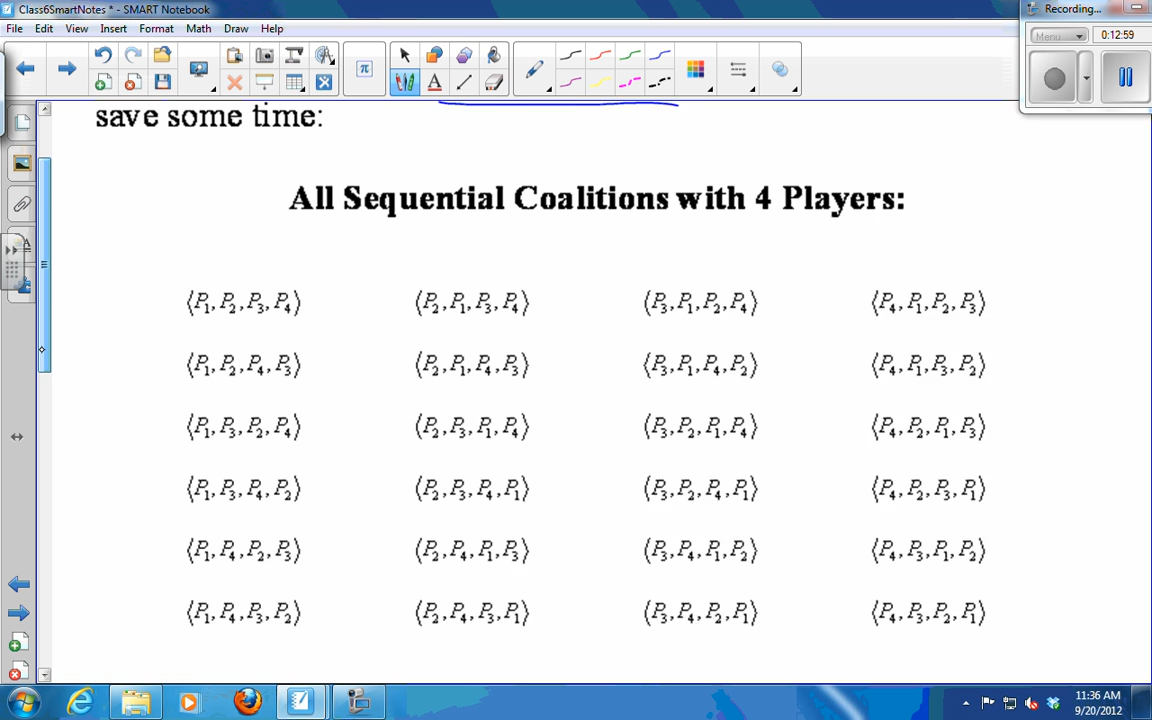 Class6SmartNotes * - SMART Notebook
Recording...
File Edit View Insert Format Math Draw Help
Menu 0:12:59
π
A
save some time:
All Sequential Coalitions with 4 Players:
⟨P₁, P₂, P₃, P₄⟩ ⟨P₂, P₁, P₃, P₄⟩ ⟨P₃, P₁, P₂, P₄⟩ ⟨P₄, P₁, P₂, P₃⟩
⟨P₁, P₂, P₄, P₃⟩ ⟨P₂, P₁, P₄, P₃⟩ ⟨P₃, P₁, P₄, P₂⟩ ⟨P₄, P₁, P₃, P₂⟩
⟨P₁, P₃, P₂, P₄⟩ ⟨P₂, P₃, P₁, P₄⟩ ⟨P₃, P₂, P₁, P₄⟩ ⟨P₄, P₂, P₁, P₃⟩
⟨P₁, P₃, P₄, P₂⟩ ⟨P₂, P₃, P₄, P₁⟩ ⟨P₃, P₂, P₄, P₁⟩ ⟨P₄, P₂, P₃, P₁⟩
⟨P₁, P₄, P₂, P₃⟩ ⟨P₂, P₄, P₁, P₃⟩ ⟨P₃, P₄, P₁, P₂⟩ ⟨P₄, P₃, P₁, P₂⟩
⟨P₁, P₄, P₃, P₂⟩ ⟨P₂, P₄, P₃, P₁⟩ ⟨P₃, P₄, P₂, P₁⟩ ⟨P₄, P₃, P₂, P₁⟩
11:36 AM
9/20/2012